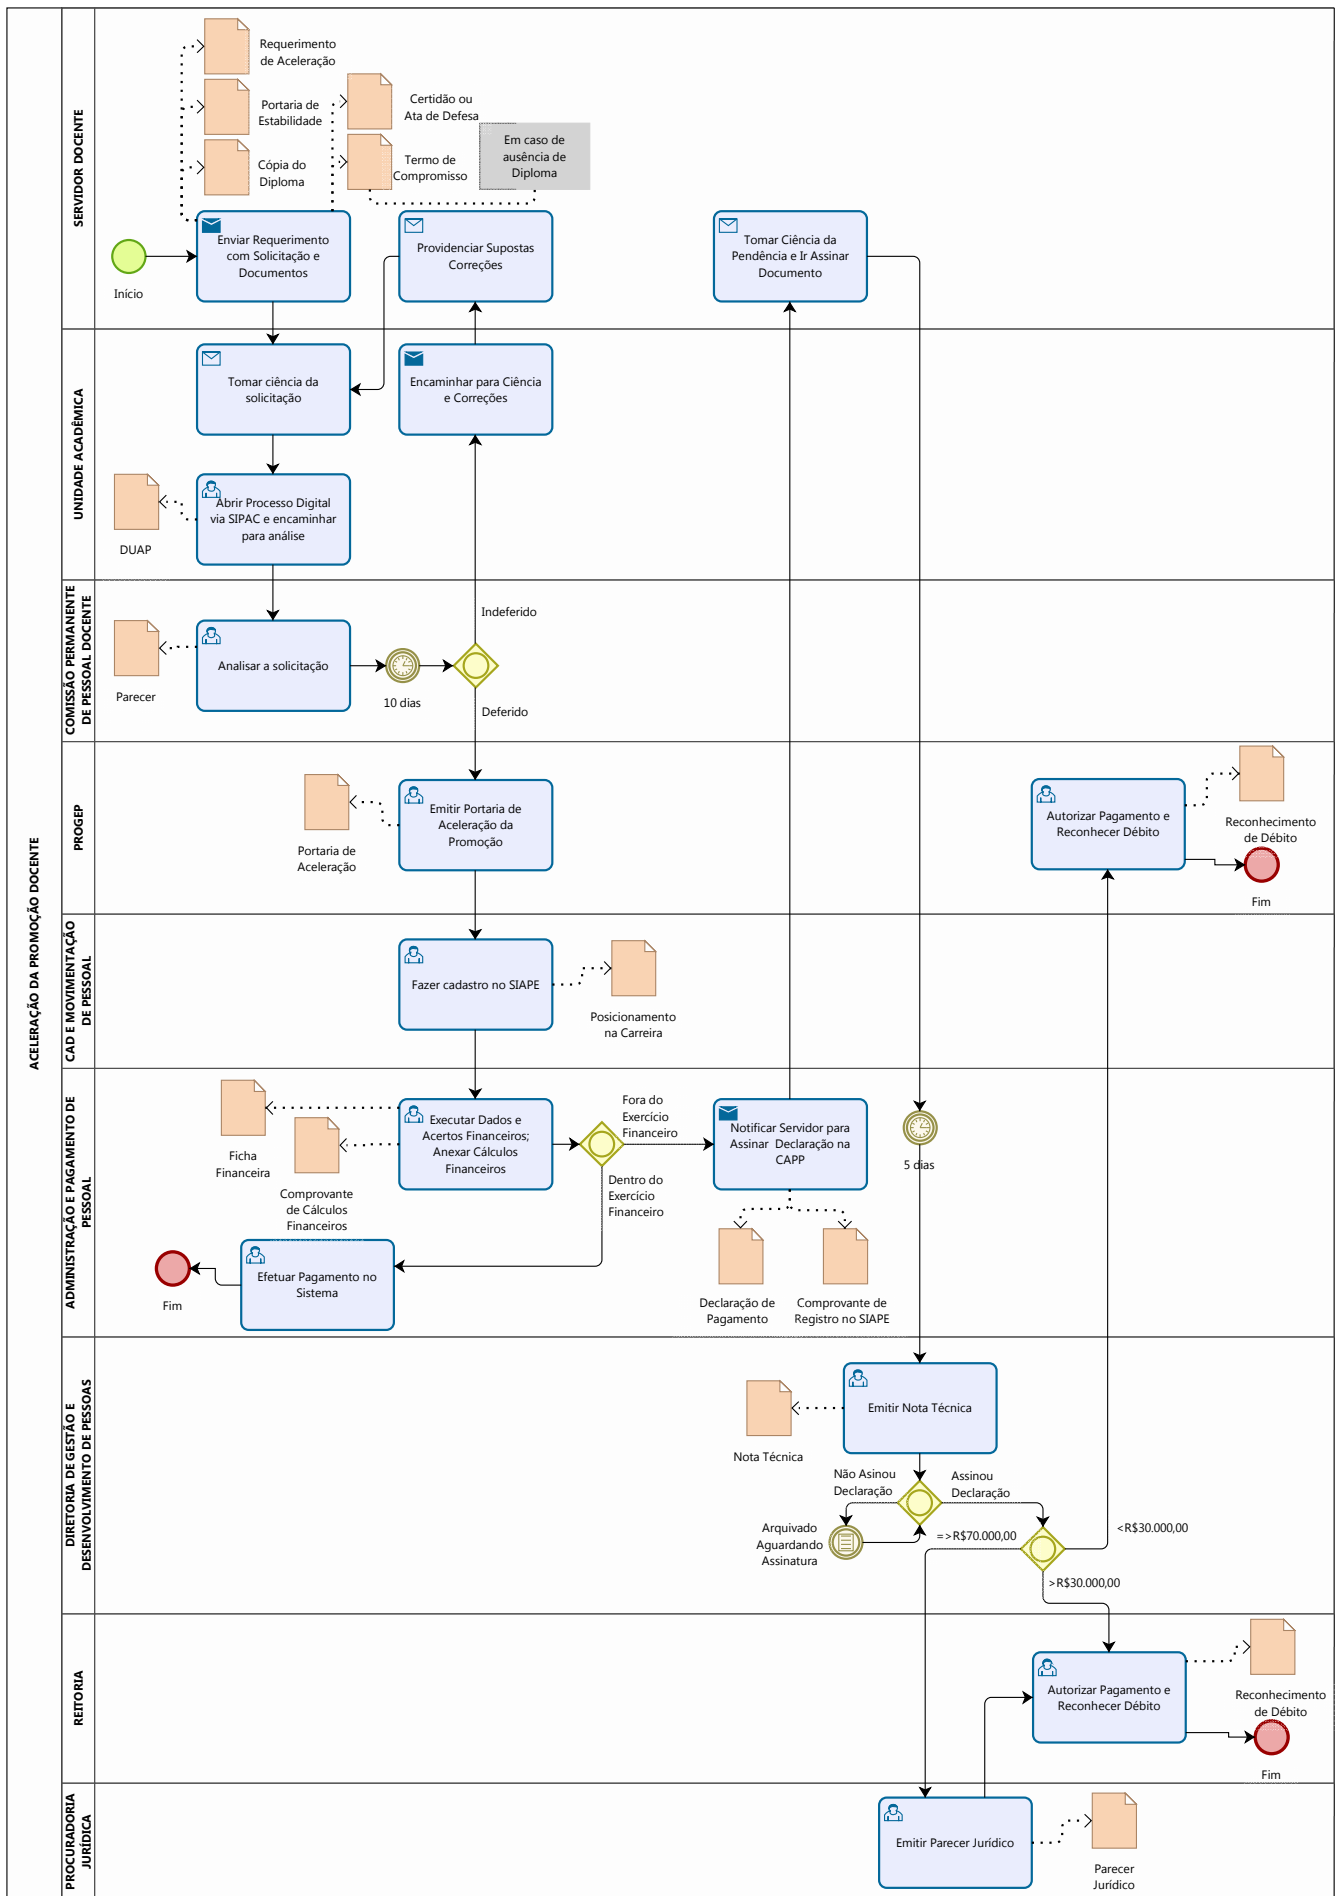 ACELERAÇÃO DA PROMOÇÃO DOCENTE
SERVIDOR DOCENTE
Requerimento
de Aceleração
Portaria de
Estabilidade
Cópia do
Diploma
Certidão ou
Ata de Defesa
Termo de
Compromisso
Em caso de
ausência de
Diploma
Início
Enviar Requerimento
com Solicitação e
Documentos
Providenciar Supostas
Correções
Tomar Ciência da
Pendência e Ir Assinar
Documento
UNIDADE ACADÊMICA
Tomar ciência da
solicitação
Encaminhar para Ciência
e Correções
Abrir Processo Digital
via SIPAC e encaminhar
para análise
DUAP
COMISSÃO PERMANENTE
DE PESSOAL DOCENTE
Analisar a solicitação
Parecer
10 dias
Indeferido
Deferido
PROGEP
Emitir Portaria de
Aceleração da
Promoção
Portaria de
Aceleração
Autorizar Pagamento e
Reconhecer Débito
Reconhecimento
de Débito
Fim
CAD E MOVIMENTAÇÃO
DE PESSOAL
Fazer cadastro no SIAPE
Posicionamento
na Carreira
ADMINISTRAÇÃO E PAGAMENTO DE
PESSOAL
Ficha
Financeira
Comprovante
de Cálculos
Financeiros
Executar Dados e
Acertos Financeiros;
Anexar Cálculos
Financeiros
Fora do
Exercício
Financeiro
Dentro do
Exercício
Financeiro
Notificar Servidor para
Assinar Declaração na
CAPP
5 dias
Efetuar Pagamento no
Sistema
Fim
Declaração de
Pagamento
Comprovante de
Registro no SIAPE
DIRETORIA DE GESTÃO E
DESENVOLVIMENTO DE PESSOAS
Emitir Nota Técnica
Nota Técnica
Não Asinou
Declaração
Assinou
Declaração
Arquivado
Aguardando
Assinatura
=>R$70.000,00
<R$30.000,00
>R$30.000,00
REITORIA
Autorizar Pagamento e
Reconhecer Débito
Reconhecimento
de Débito
Fim
PROCURADORIA
JURÍDICA
Emitir Parecer Jurídico
Parecer
Jurídico